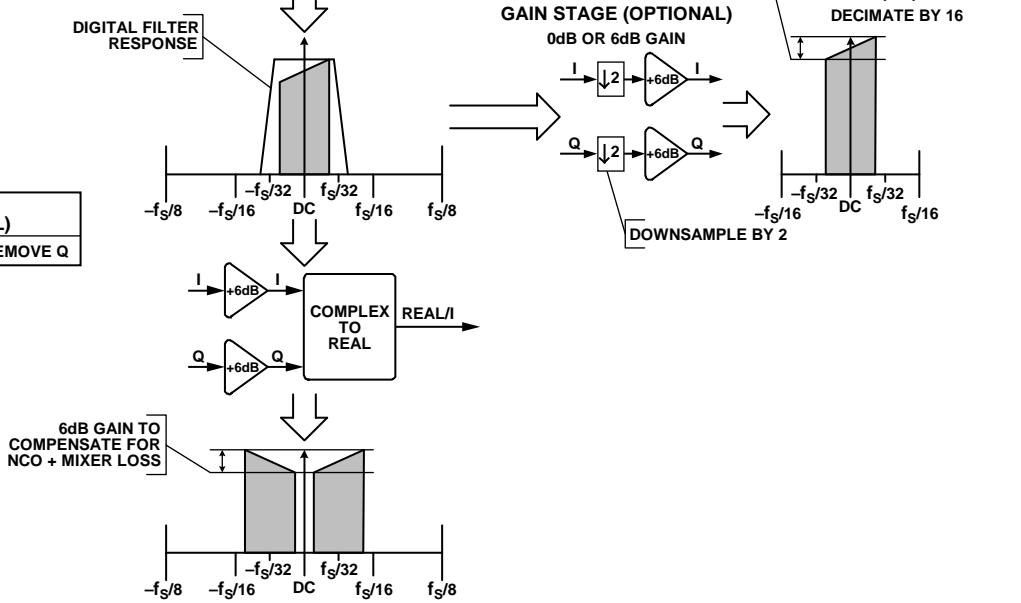 DIGITAL FILTER
RESPONSE
–fS/8
–fS/16
–fS/32
DC
fS/32
fS/16
fS/8
GAIN STAGE (OPTIONAL)
0dB OR 6dB GAIN
I
↓2
+6dB
I
Q
↓2
+6dB
Q
DOWNSAMPLE BY 2
DECIMATE BY 16
–fS/16
–fS/32
DC
fS/32
fS/16
L)
EMOVE Q
I
+6dB
I
Q
+6dB
Q
COMPLEX
TO
REAL
REAL/I
6dB GAIN TO
COMPENSATE FOR
NCO + MIXER LOSS
–fS/8
–fS/16
–fS/32
DC
fS/32
fS/16
fS/8